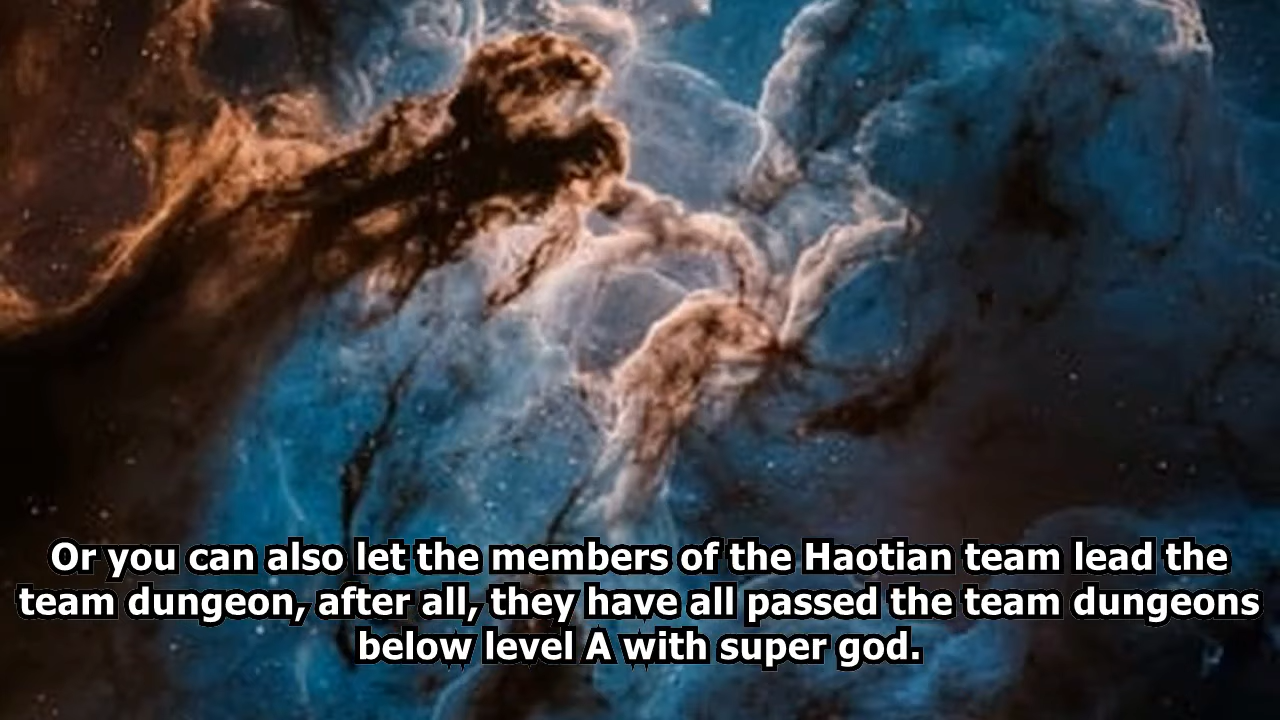 Or you can also let the members of the Haotian team lead the
team dungeon, after all, they have all passed the team dungeons
below level A with super god.